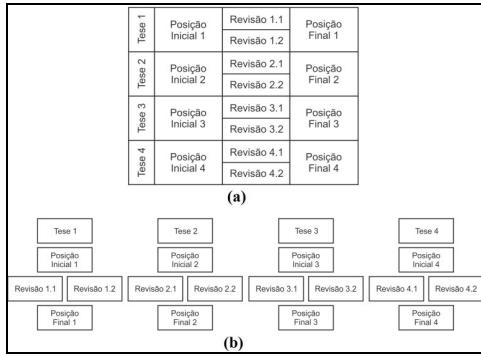 Tese 1
Posição
Inicial 1
Revisão 1.1
Revisão 1.2
Posição
Final 1
Tese 2
Posição
Inicial 2
Revisão 2.1
Revisão 2.2
Posição
Final 2
Tese 3
Posição
Inicial 3
Revisão 3.1
Revisão 3.2
Posição
Final 3
Tese 4
Posição
Inicial 4
Revisão 4.1
Revisão 4.2
Posição
Final 4
(a)
Tese 1
Posição
Inicial 1
Revisão 1.1
Revisão 1.2
Posição
Final 1
Tese 2
Posição
Inicial 2
Revisão 2.1
Revisão 2.2
Posição
Final 2
Tese 3
Posição
Inicial 3
Revisão 3.1
Revisão 3.2
Posição
Final 3
Tese 4
Posição
Inicial 4
Revisão 4.1
Revisão 4.2
Posição
Final 4
(b)